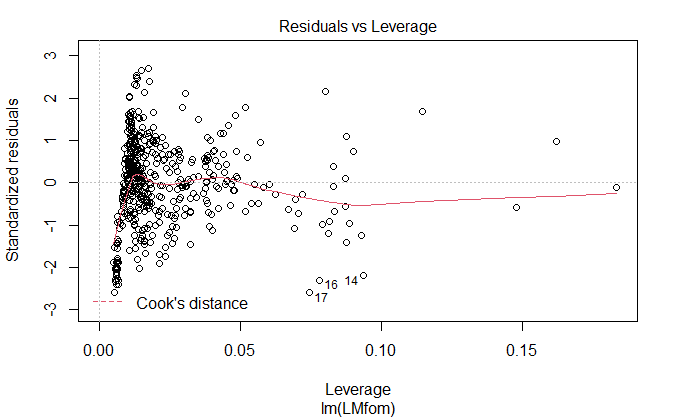 Residuals vs Leverage
Standardized residuals
3
2
1
0
-1
-2
-3
16
14
17
Cook's distance
0.00
0.05
0.10
0.15
Leverage
lm(LMfom)